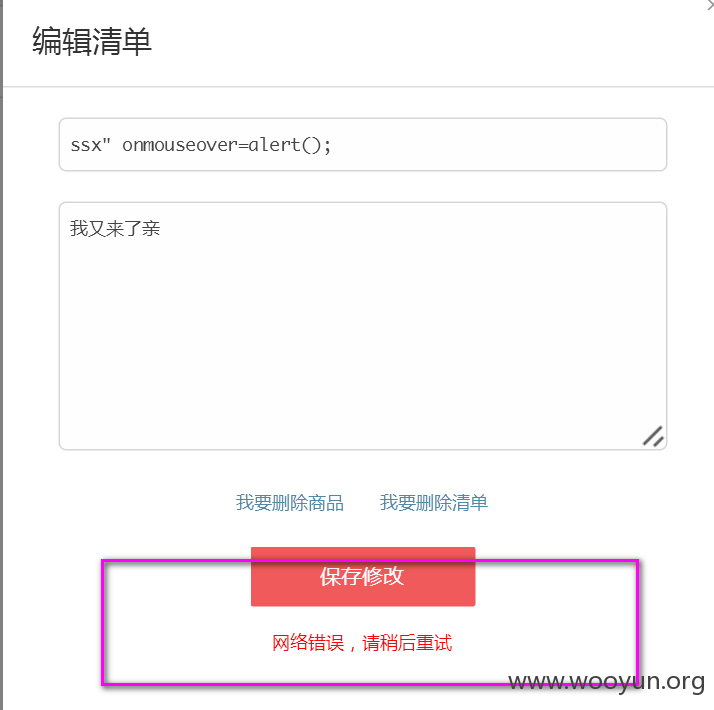 编辑清单
ssx" onmouseover=alert();
我又来了亲
我要删除商品 我要删除清单
保存修改
网络错误，请稍后重试
www.wooyun.org